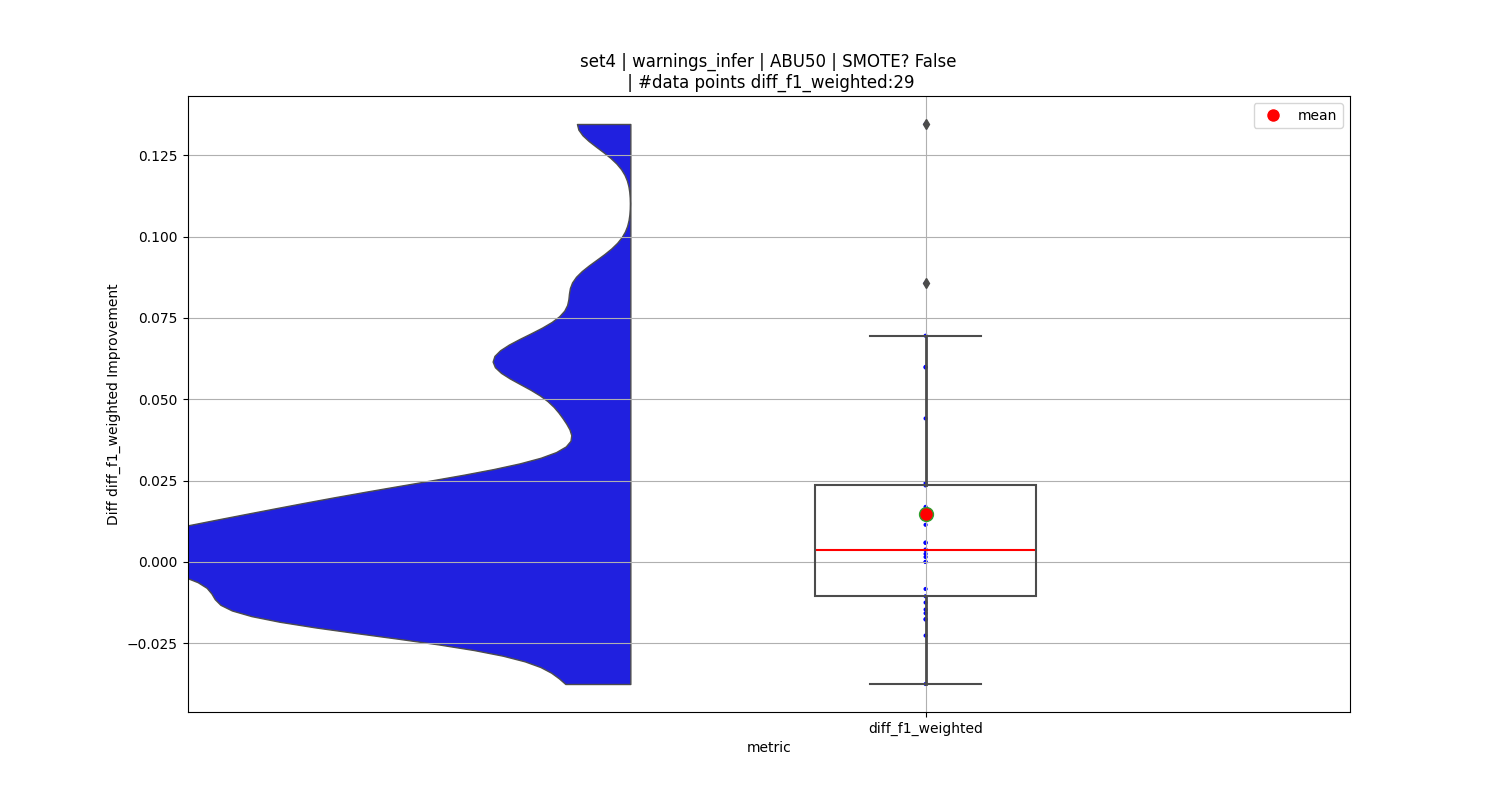 set4 | warnings_infer | ABU50 | SMOTE? False
| #data points diff_f1_weighted:29
mean
0.125
0.100
0.075
0.050
0.025
0.000
−0.025
Diff diff_f1_weighted Improvement
diff_f1_weighted
metric